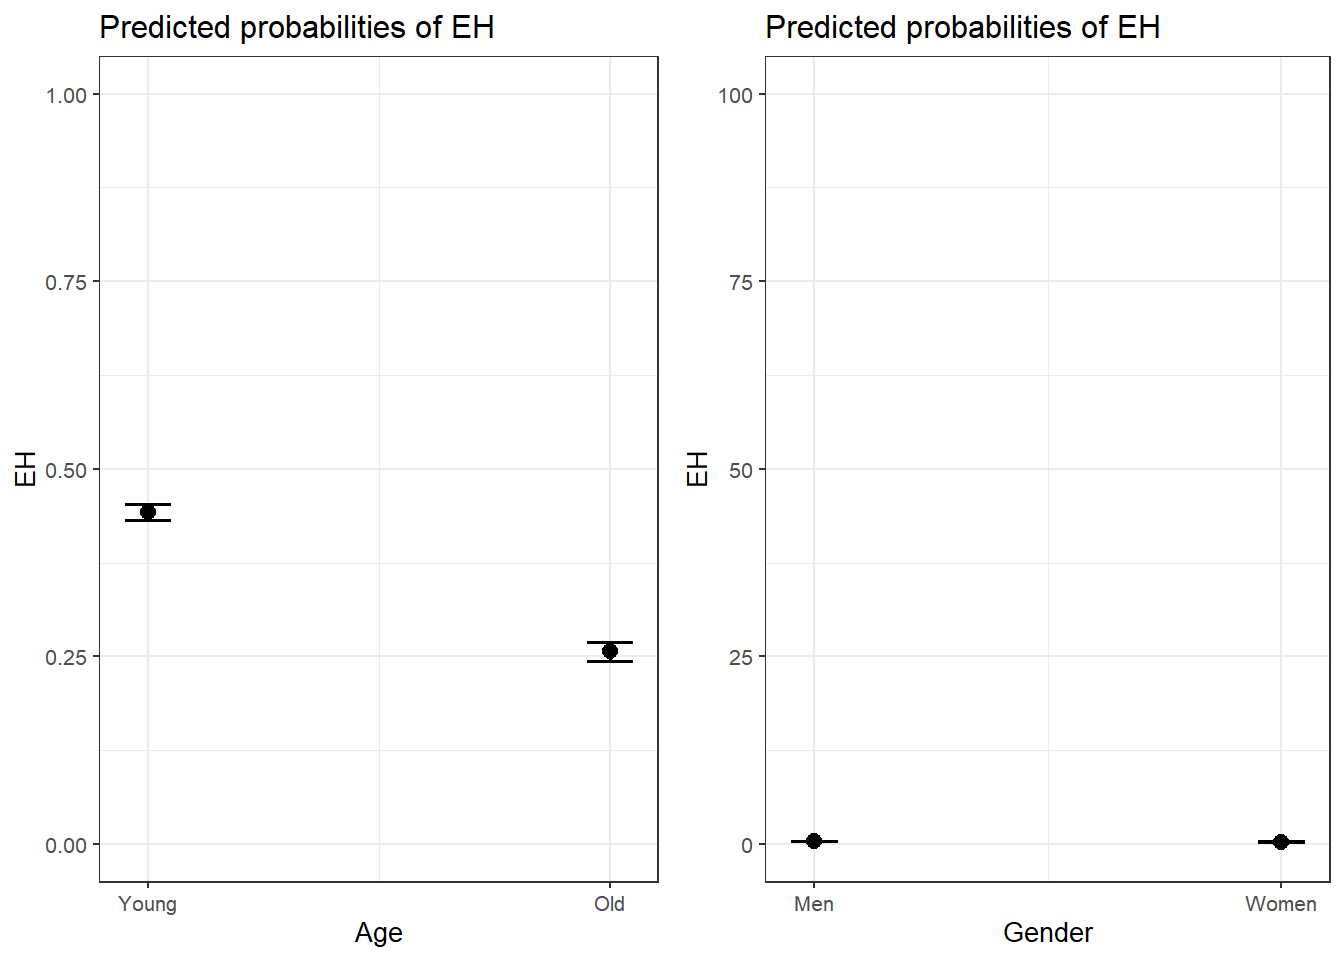 Predicted probabilities of EH
EH
1.00
0.75
0.50
0.25
0.00
Young
Old
Age
Predicted probabilities of EH
EH
100
75
50
25
0
Men
Women
Gender